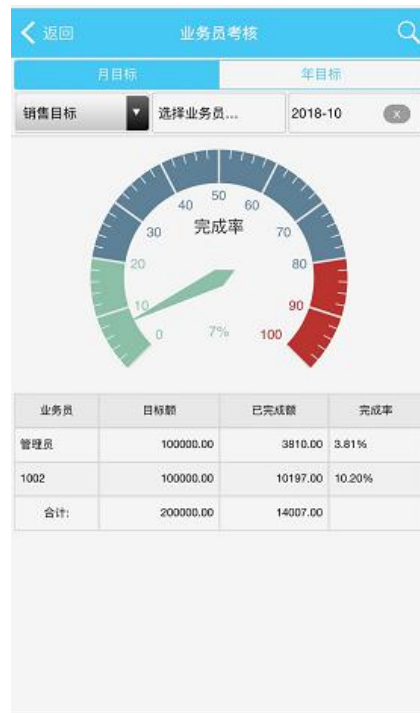 返回 业务员考核
月目标 年目标
销售目标 选择业务员... 2018-10 x
50
40 60
完成率
30 70
20 80
10 90
0 7% 100
业务员 目标额 已完成额 完成率
管理员 100000.00 3810.00 3.81%
1002 100000.00 10197.00 10.20%
合计: 200000.00 14007.00